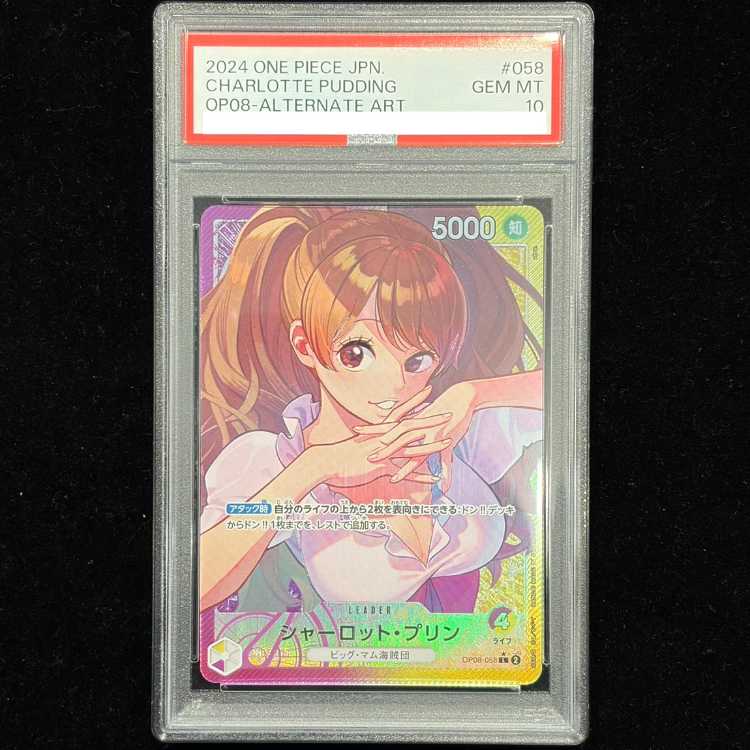 2024 ONE PIECE JPN. #058
CHARLOTTE PUDDING GEM MT
OP08-ALTERNATE ART 10
5000 知
アタック時 自分のライフの上から2枚を表向きにできる:ドン!!デッキ
からドン!!1枚までを、レストで追加する。
LEADER
シャーロット・プリン
4
ライフ
ビッグ・マム海賊団
OP08-058 L 2